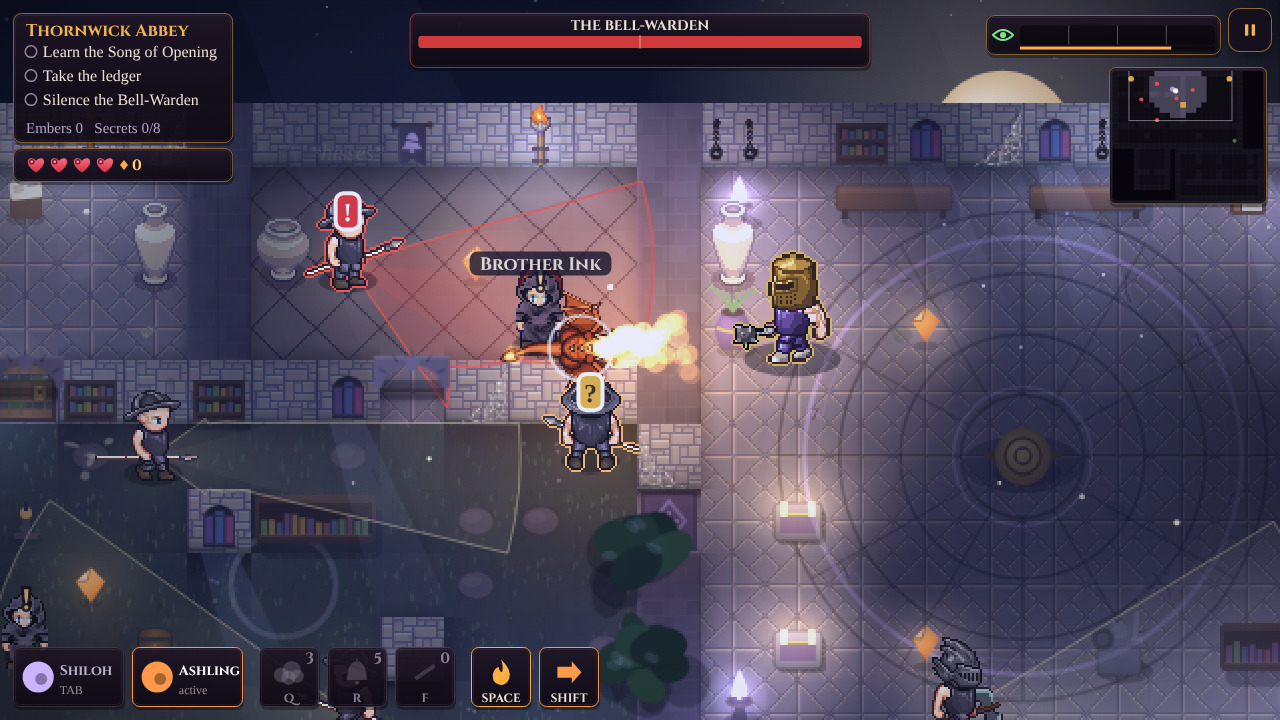 THORNWICK ABBEY
Learn the Song of Opening
Take the ledger
Silence the Bell-Warden
Embers 0 Secrets 0/8
0
THE BELL-WARDEN
!
BROTHER INK
?
SHILOH
TAB
ASHLING
active
3
Q
5
R
0
F
SPACE
SHIFT